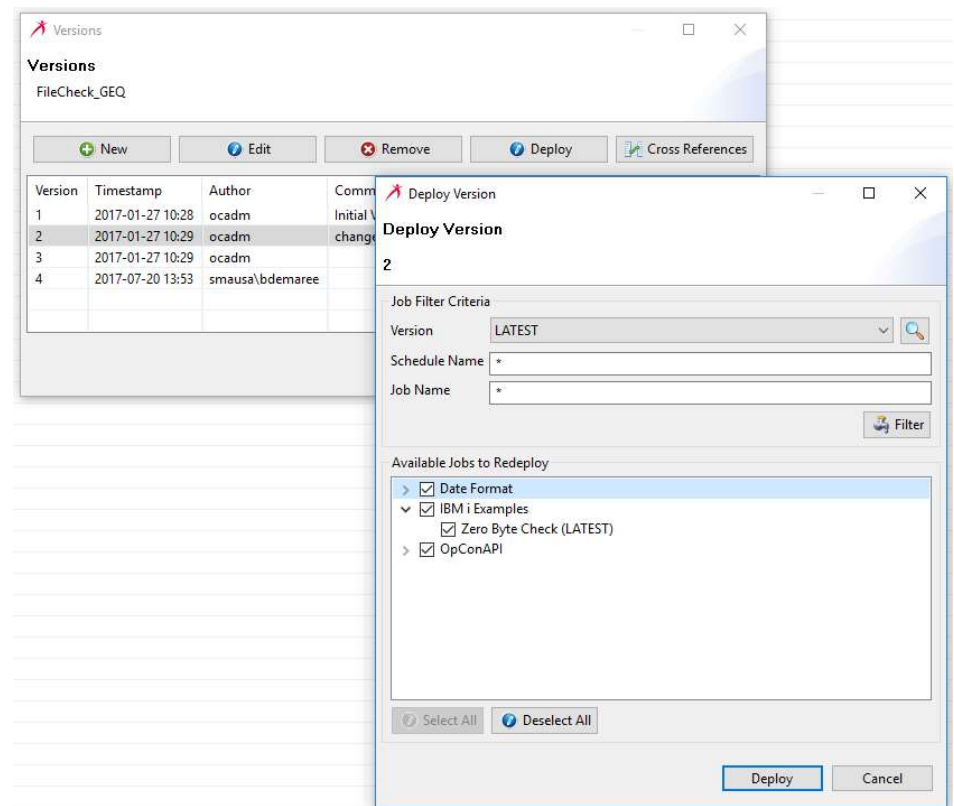 Versions
Versions
FileCheck_GEQ
New Edit Remove Deploy Cross References
Version Timestamp Author Comm
1 2017-01-27 10:28 ocadm Initial V
2 2017-01-27 10:29 ocadm change
3 2017-01-27 10:29 ocadm
4 2017-07-20 13:53 smausa\bdemaree
Deploy Version
Deploy Version
2
Job Filter Criteria
Version LATEST
Schedule Name *
Job Name *
Filter
Available Jobs to Redeploy
Date Format
IBM i Examples
Zero Byte Check (LATEST)
OpConAPI
Select All Deselect All
Deploy Cancel